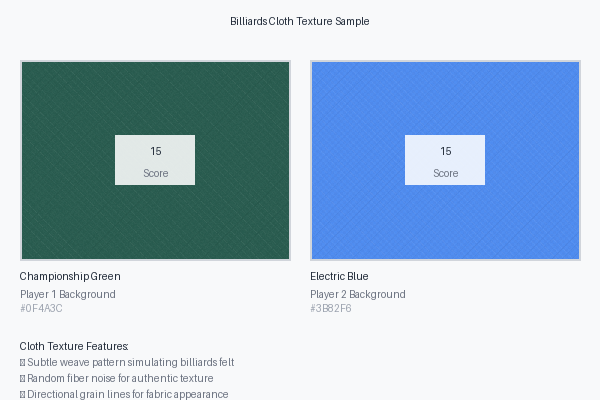 Billiards Cloth Texture Sample
15
Score
15
Score
Championship Green
Player 1 Background
#0F4A3C
Electric Blue
Player 2 Background
#3B82F6
Cloth Texture Features:
Subtle weave pattern simulating billiards felt
Random fiber noise for authentic texture
Directional grain lines for fabric appearance